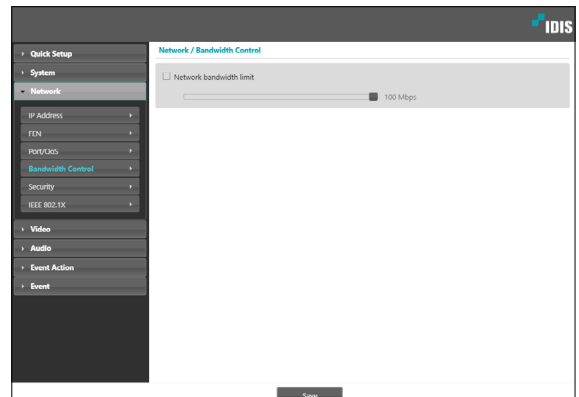 IDIS
Quick Setup
System
Network
IP Address
FEN
Port/QoS
Bandwidth Control
Security
IEEE 802.1X
Video
Audio
Event Action
Event
Network / Bandwidth Control
Network bandwidth limit
100 Mbps
Save